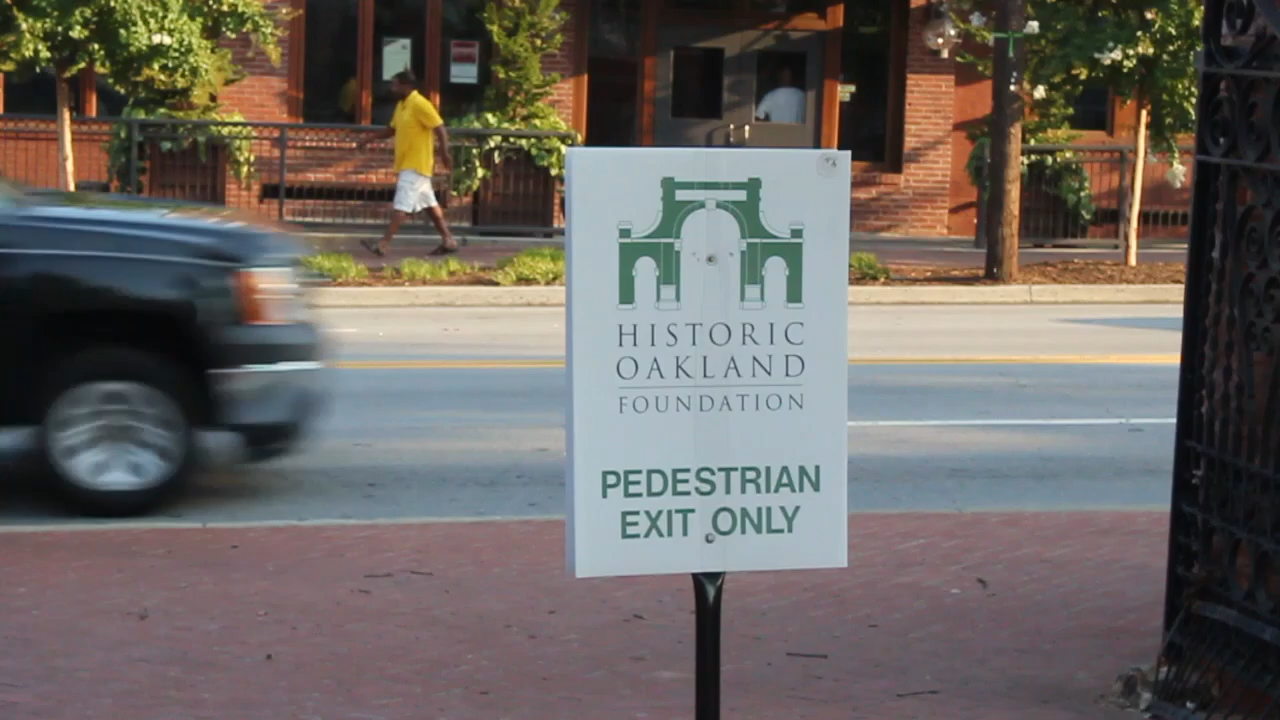 HISTORIC
OAKLAND
FOUNDATION
PEDESTRIAN
EXIT ONLY